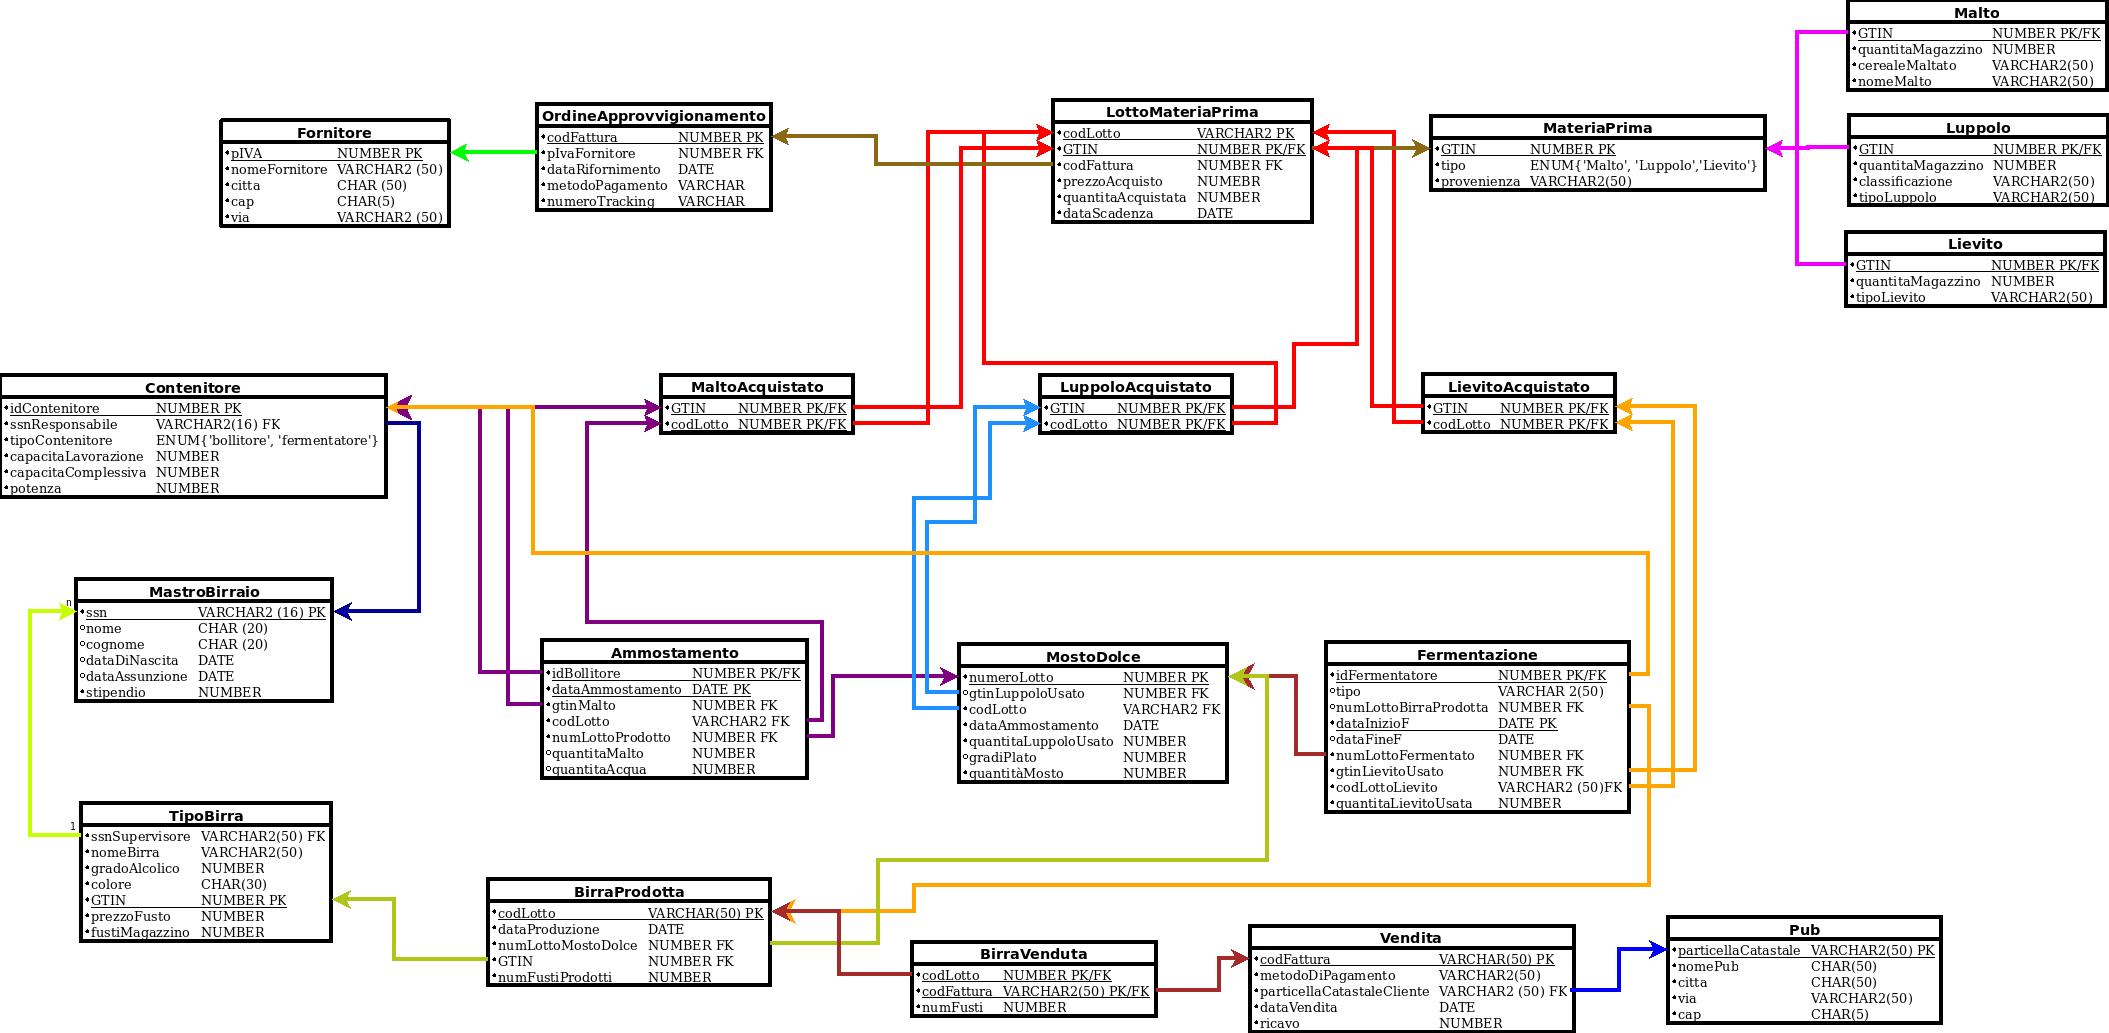 Malto
GTIN NUMBER PK/FK
quantitaMagazzino NUMBER
cerealeMaltato VARCHAR2(50)
nomeMalto VARCHAR2(50)
Fornitore
pIVA NUMBER PK
nomeFornitore VARCHAR2 (50)
citta CHAR (50)
cap CHAR(5)
via VARCHAR2 (50)
OrdineApprovvigionamento
codFattura NUMBER PK
pIvaFornitore NUMBER FK
dataRifornimento DATE
metodoPagamento VARCHAR
numeroTracking VARCHAR
LottoMateriaPrima
codLotto VARCHAR2 PK
GTIN NUMBER PK/FK
codFattura NUMBER FK
prezzoAcquisto NUMEBR
quantitaAcquistata NUMBER
dataScadenza DATE
MateriaPrima
GTIN NUMBER PK
tipo ENUM{'Malto', 'Luppolo','Lievito'}
provenienza VARCHAR2(50)
Luppolo
GTIN NUMBER PK/FK
quantitaMagazzino NUMBER
classificazione VARCHAR2(50)
tipoLuppolo VARCHAR2(50)
Lievito
GTIN NUMBER PK/FK
quantitaMagazzino NUMBER
tipoLievito VARCHAR2(50)
Contenitore
idContenitore NUMBER PK
ssnResponsabile VARCHAR2(16) FK
tipoContenitore ENUM{'bollitore', 'fermentatore'}
capacitaLavorazione NUMBER
capacitaComplessiva NUMBER
potenza NUMBER
MaltoAcquistato
GTIN NUMBER PK/FK
codLotto NUMBER PK/FK
LuppoloAcquistato
GTIN NUMBER PK/FK
codLotto NUMBER PK/FK
LievitoAcquistato
GTIN NUMBER PK/FK
codLotto NUMBER PK/FK
MastroBirraio
n
ssn VARCHAR2 (16) PK
nome CHAR (20)
cognome CHAR (20)
dataDiNascita DATE
dataAssunzione DATE
stipendio NUMBER
Ammostamento
idBollitore NUMBER PK/FK
dataAmmostamento DATE PK
gtinMalto NUMBER FK
codLotto VARCHAR2 FK
numLottoProdotto NUMBER FK
quantitaMalto NUMBER
quantitaAcqua NUMBER
MostoDolce
numeroLotto NUMBER PK
gtinLuppoloUsato NUMBER FK
codLotto VARCHAR2 FK
dataAmmostamento DATE
quantitaLuppoloUsato NUMBER
gradiPlato NUMBER
quantitàMosto NUMBER
Fermentazione
idFermentatore NUMBER PK/FK
tipo VARCHAR 2(50)
numLottoBirraProdotta NUMBER FK
dataInizioF DATE PK
dataFineF DATE
numLottoFermentato NUMBER FK
gtinLievitoUsato NUMBER FK
codLottoLievito VARCHAR2 (50)FK
quantitaLievitoUsata NUMBER
TipoBirra
1
ssnSupervisore VARCHAR2(50) FK
nomeBirra VARCHAR2(50)
gradoAlcolico NUMBER
colore CHAR(30)
GTIN NUMBER PK
prezzoFusto NUMBER
fustiMagazzino NUMBER
BirraProdotta
codLotto VARCHAR(50) PK
dataProduzione DATE
numLottoMostoDolce NUMBER FK
GTIN NUMBER FK
numFustiProdotti NUMBER
BirraVenduta
codLotto NUMBER PK/FK
codFattura VARCHAR2(50) PK/FK
numFusti NUMBER
Vendita
codFattura VARCHAR(50) PK
metodoDiPagamento VARCHAR2(50)
particellaCatastaleCliente VARCHAR2 (50) FK
dataVendita DATE
ricavo NUMBER
Pub
particellaCatastale VARCHAR2(50) PK
nomePub CHAR(50)
citta CHAR(50)
via VARCHAR2(50)
cap CHAR(5)